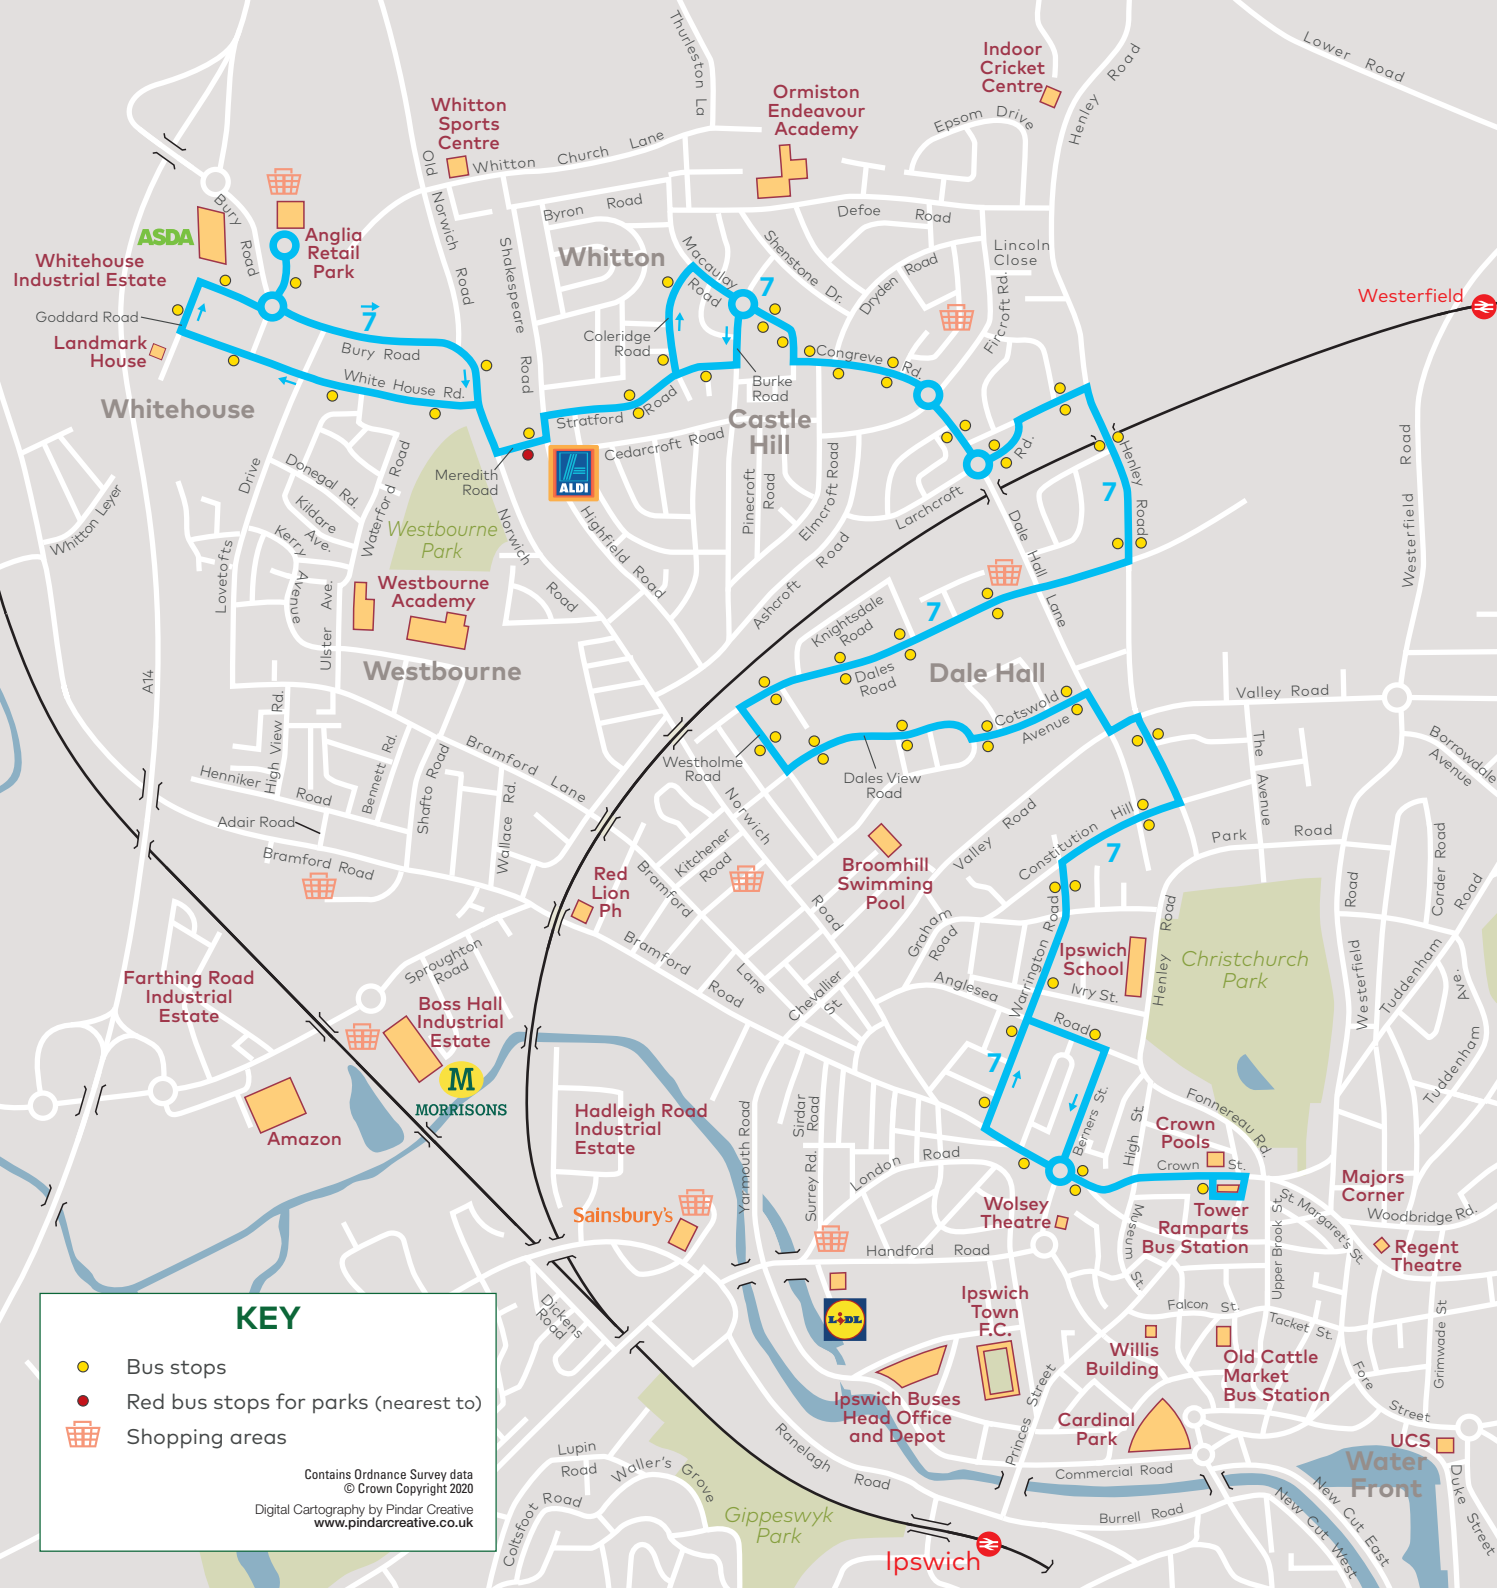 Lower Road
Thurleston La
Indoor
Cricket
Centre
Henley Road
Ormiston
Endeavour
Academy
Epsom Drive
Whitton
Sports
Centre
Old Norwich Road
Whitton Church Lane
Byron Road
Defoe Road
Bury Road
ASDA
Anglia
Retail
Park
Whitehouse
Industrial Estate
Goddard Road
Landmark
House
7
Bury Road
White House Rd.
Whitehouse
Shakespeare Road
Whitton
Macaulay Road
7
Shenstone Dr.
Dryden Road
Lincoln
Close
Fircroft Rd.
Westerfield
Coleridge
Road
Burke
Road
Congreve Rd.
Stratford Road
Castle
Hill
Cedarcroft Road
Meredith
Road
ALDI
Pinecroft
Road
Elmcroft Road
Larchcroft Rd.
7
Henley Road
Westerfield Road
Whitton Leyer
Lovetofts Drive
Donegal Rd.
Kildare
Ave.
Kerry Avenue
Waterford Road
Ulster Ave.
Westbourne
Park
Norwich Road
Highfield Road
Ashcroft Road
Dale Hall Lane
Westbourne
Academy
Westbourne
7
Knightsdale
Road
Dales
Road
Dale Hall
A14
High View Rd.
Henniker Road
Bennett Rd.
Shafto Road
Adair Road
Bramford Road
Bramford Lane
Wallace Rd.
Westholme
Road
Dales View
Road
Cotswold
Avenue
Valley Road
The Avenue
Borrowdale
Avenue
Norwich Road
Kitchener
Road
Bramford Lane
Broomhill
Swimming
Pool
Valley Road
Constitution Hill
7
Park Road
Red
Lion
Ph
Bramford Road
Graham
Road
Warrington Road
Ipswich
School
Henley Road
Christchurch
Park
Westerfield Road
Corder Road
Tuddenham Road
Tuddenham Ave.
Farthing Road
Industrial
Estate
Sproughton
Road
Boss Hall
Industrial
Estate
M
MORRISONS
Amazon
Chevallier
St.
Anglesea Road
Ivry St.
7
Berners St.
High St.
Fonnereau Rd.
Crown
Pools
Crown St.
Hadleigh Road
Industrial
Estate
Yarmouth Road
Sirdar
Road
Surrey Rd.
London Road
Wolsey
Theatre
Museum St.
Tower
Ramparts
Bus Station
Upper Brook St.
St. Margaret's St.
Majors
Corner
Woodbridge Rd.
Regent
Theatre
Sainsbury's
Handford Road
LIDL
Ipswich
Town
F.C.
Falcon St.
Tacket St.
Grimwade St
Willis
Building
Old Cattle
Market
Bus Station
Fore Street
Dickens
Road
Ipswich Buses
Head Office
and Depot
Princes Street
Cardinal
Park
UCS
Water
Front
Duke Street
Ranelagh Road
Commercial Road
Burrell Road
New Cut West
New Cut East
Lupin
Road
Waller's Grove
Coltsfoot Road
Gippeswyk
Park
Ipswich
KEY
Bus stops
Red bus stops for parks (nearest to)
Shopping areas
Contains Ordnance Survey data
© Crown Copyright 2020
Digital Cartography by Pindar Creative
www.pindarcreative.co.uk